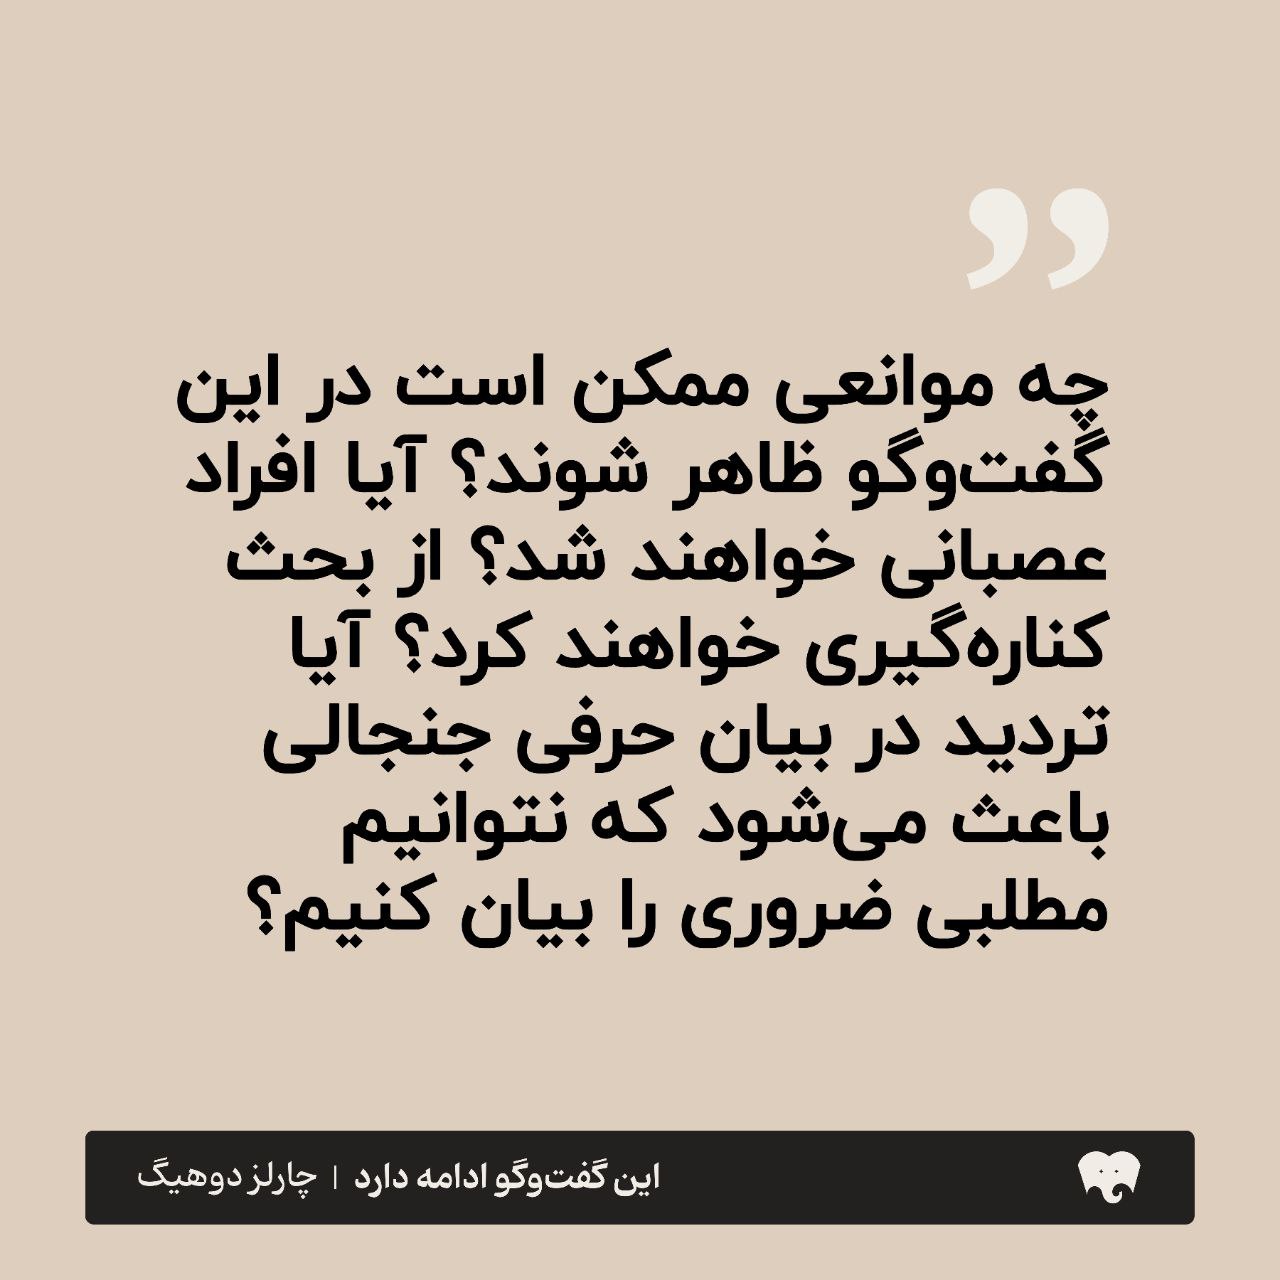 ”
چه موانعی ممکن است در این
گفت‌وگو ظاهر شوند؟ آیا افراد
عصبانی خواهند شد؟ از بحث
کناره‌گیری خواهند کرد؟ آیا
تردید در بیان حرفی جنجالی
باعث می‌شود که نتوانیم
مطلبی ضروری را بیان کنیم؟
این گفت‌وگو ادامه دارد | چارلز دوهیگ